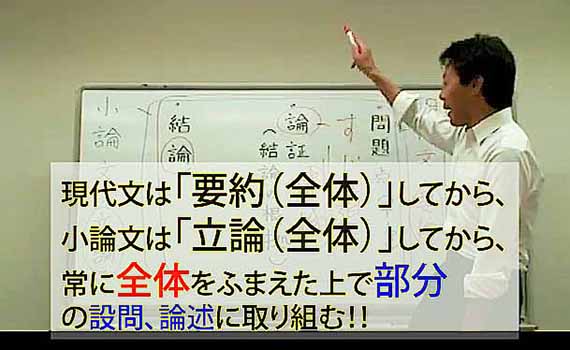 小論文
結論
論証
問題点
現代文は「要約(全体)」してから、
小論文は「立論(全体)」してから、
常に全体をふまえた上で部分
の設問、論述に取り組む!!